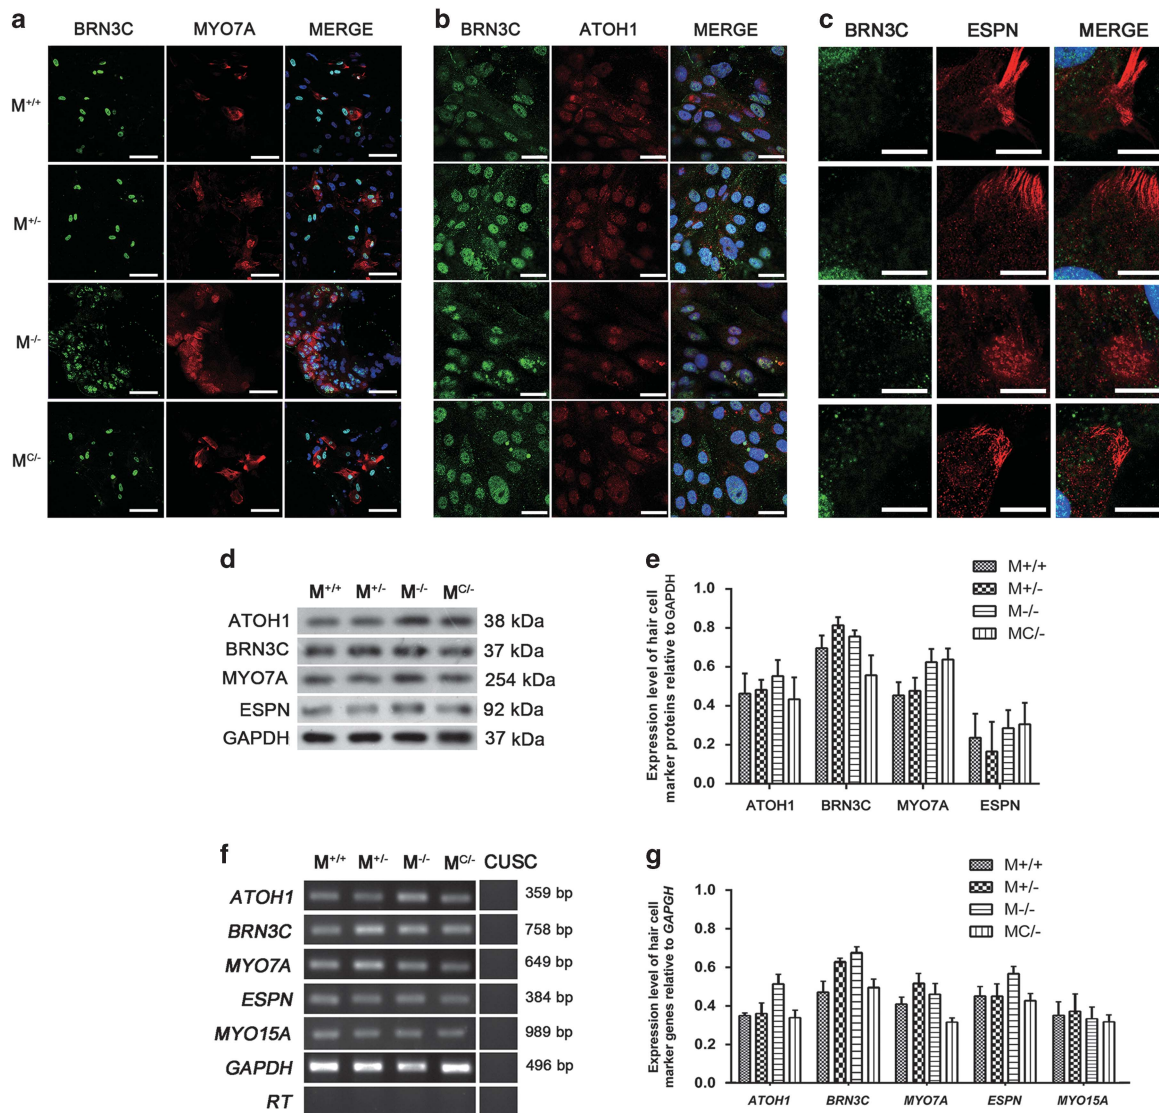 a b c
BRN3C MYO7A MERGE
BRN3C ATOH1 MERGE
BRN3C ESPN MERGE
M+/+
M+/-
M-/-
MC/-
d
M+/+ M+/- M-/- MC/-
ATOH1 38 kDa
BRN3C 37 kDa
MYO7A 254 kDa
ESPN 92 kDa
GAPDH 37 kDa
e
Expression level of hair cell
marker proteins relative to GAPDH
1.0
0.8
0.6
0.4
0.2
0.0
ATOH1 BRN3C MYO7A ESPN
M+/+
M+/-
M-/-
MC/-
f
M+/+ M+/- M-/- MC/- CUSC
ATOH1 359 bp
BRN3C 758 bp
MYO7A 649 bp
ESPN 384 bp
MYO15A 989 bp
GAPDH 496 bp
RT
g
Expression level of hair cell
marker genes relative to GAPGH
1.0
0.8
0.6
0.4
0.2
0.0
ATOH1 BRN3C MYO7A ESPN MYO15A
M+/+
M+/-
M-/-
MC/-